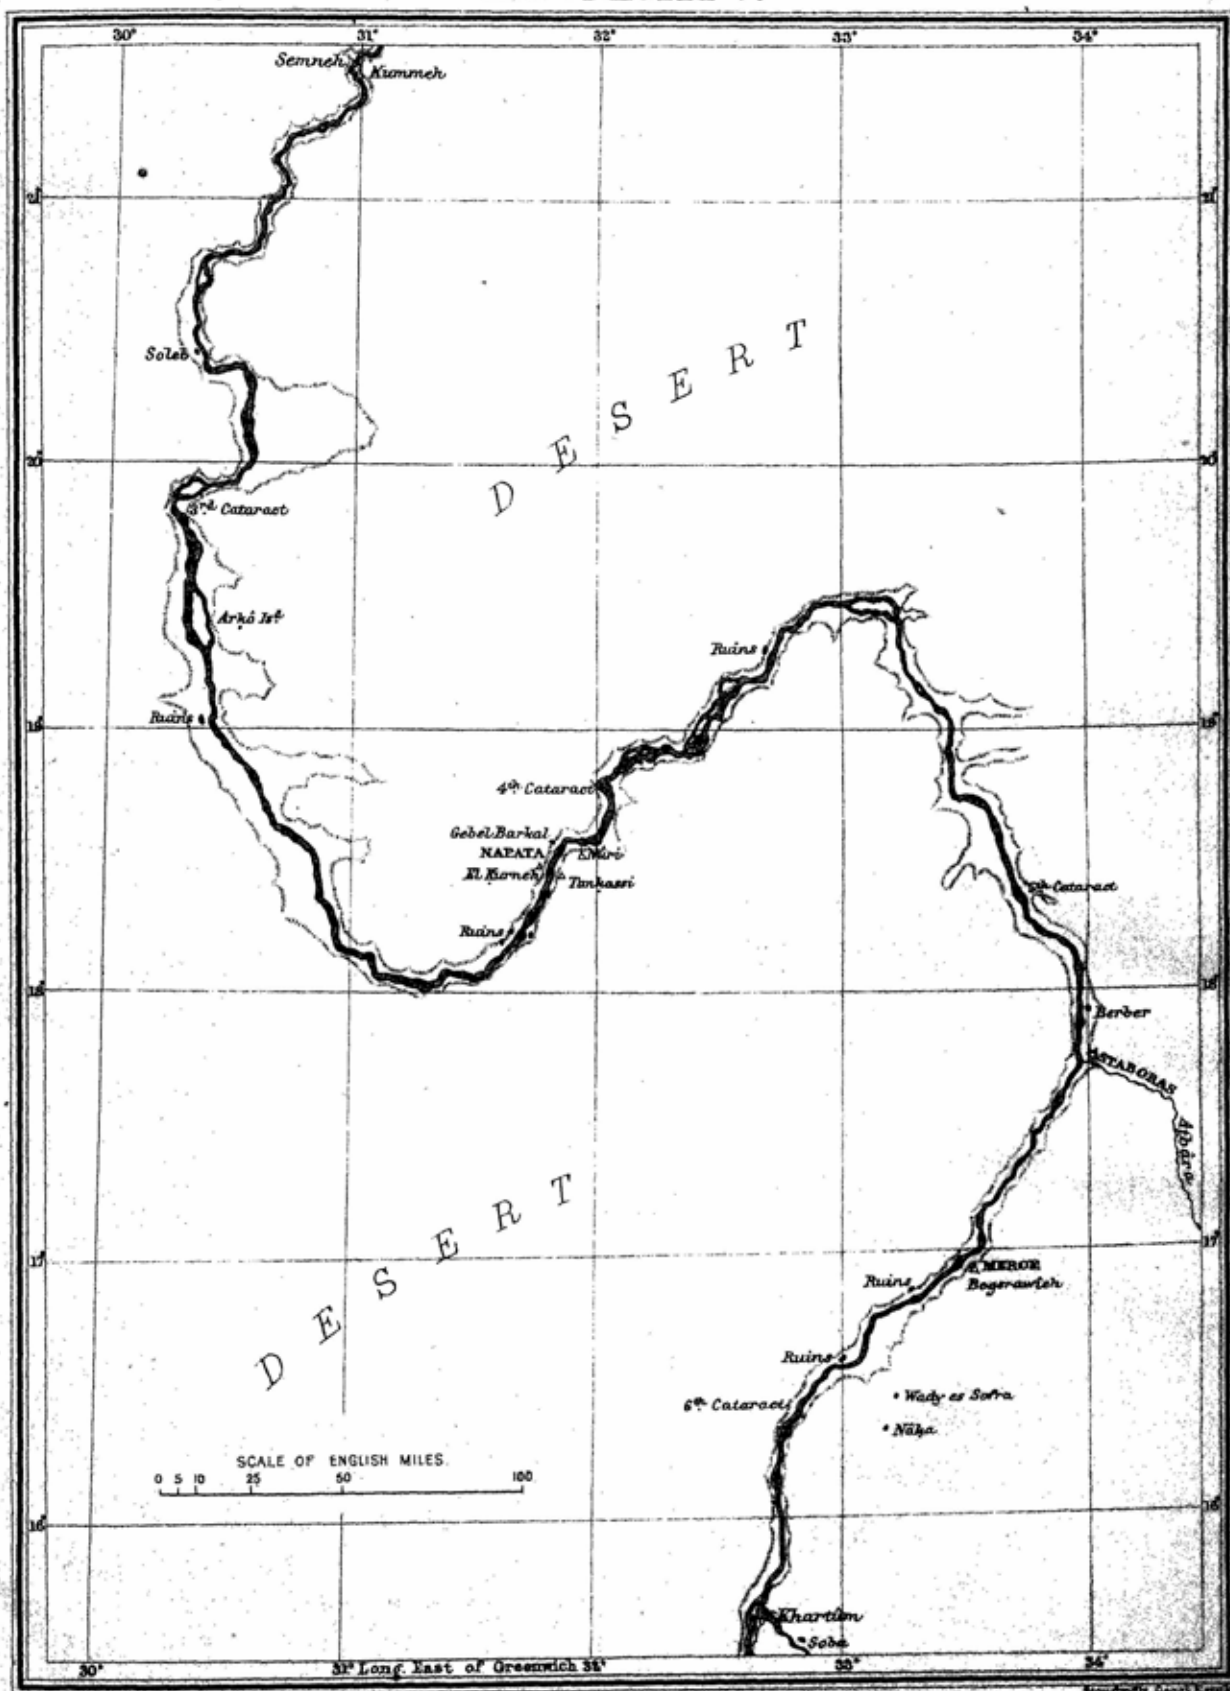 30° 31° 32° 33° 34°
Semneh
Kummeh
21° 21°
DESERT
Soleb
20° 20°
3rd Cataract
Arkó Isd
Ruins
Ruins
19° 19°
4th Cataract
Gebel Barkal
NAPATA
Nuri
El Kurneh
Tankassi
5th Cataract
Ruins
18° 18°
Berber
ASTABORAS
Atbára
DESERT
17° 17°
MEROE
Ruins
Begerawieh
Ruins
Wady es Sofra
6th Cataract
Náka
SCALE OF ENGLISH MILES.
0 5 10 25 50 100
16° 16°
Khartúm
Soba
30° 31° Long. East of Greenwich 32° 33° 34°